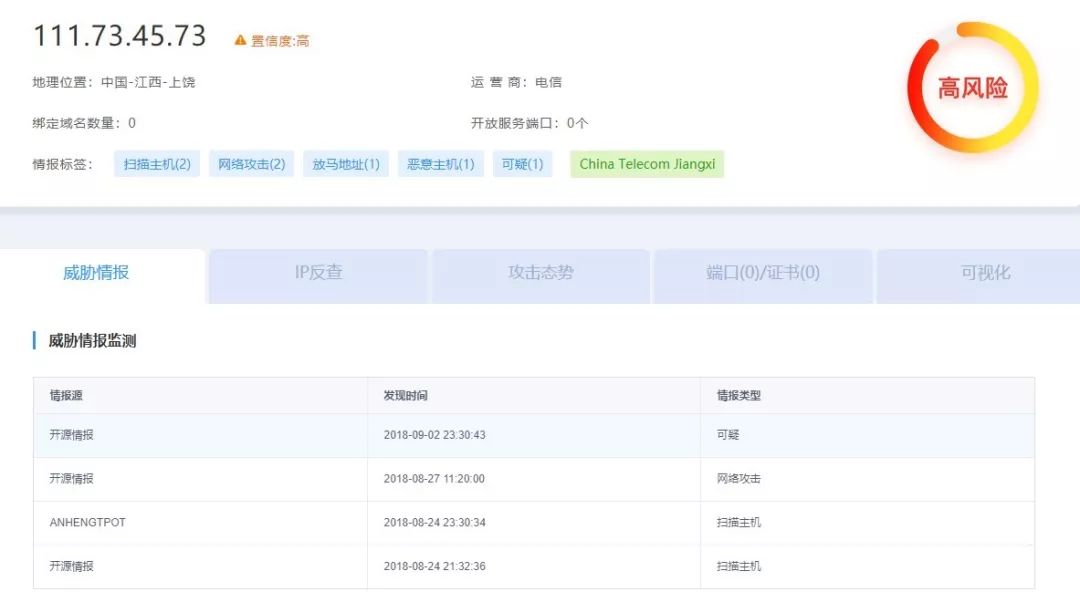 111.73.45.73 置信度:高
高风险
地理位置：中国-江西-上饶 运 营 商：电信
绑定域名数量：0 开放服务端口：0个
情报标签： 扫描主机(2) 网络攻击(2) 放马地址(1) 恶意主机(1) 可疑(1) China Telecom Jiangxi
威胁情报 IP反查 攻击态势 端口(0)/证书(0) 可视化
威胁情报监测
情报源 发现时间 情报类型
开源情报 2018-09-02 23:30:43 可疑
开源情报 2018-08-27 11:20:00 网络攻击
ANHENGTPOT 2018-08-24 23:30:34 扫描主机
开源情报 2018-08-24 21:32:36 扫描主机